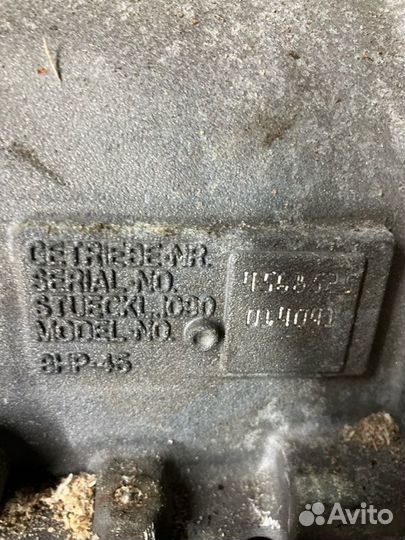 GETRIEBE-NR.
SERIAL-NO.
STUECKL. 1090
MODEL-NO.
8HP-45
Avito